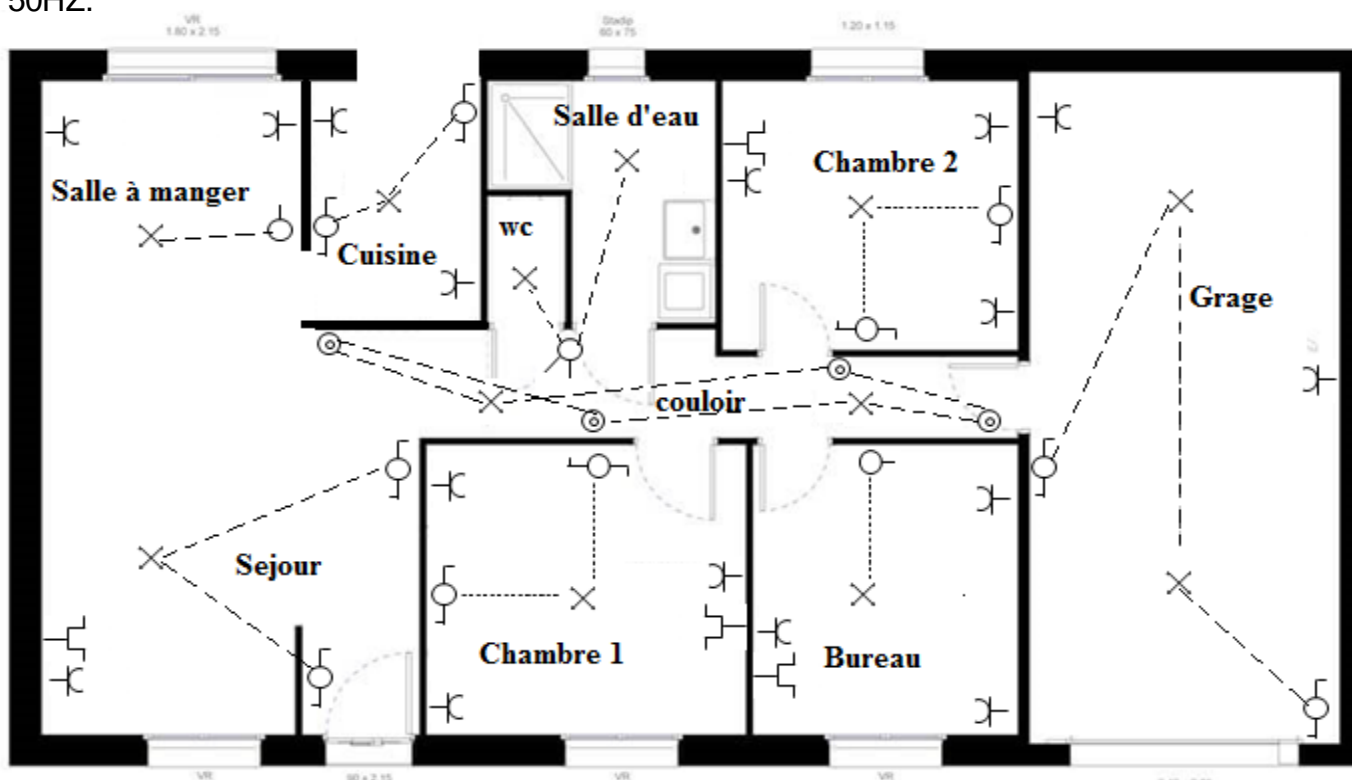 50HZ.
VR
1.80 x 2.15
Stadip
60 x 75
1.20 x 1.15
Salle d'eau
Chambre 2
Salle à manger
wc
Cuisine
Grage
couloir
Sejour
Chambre 1
Bureau
VR
90 x 2.15
VR
VR